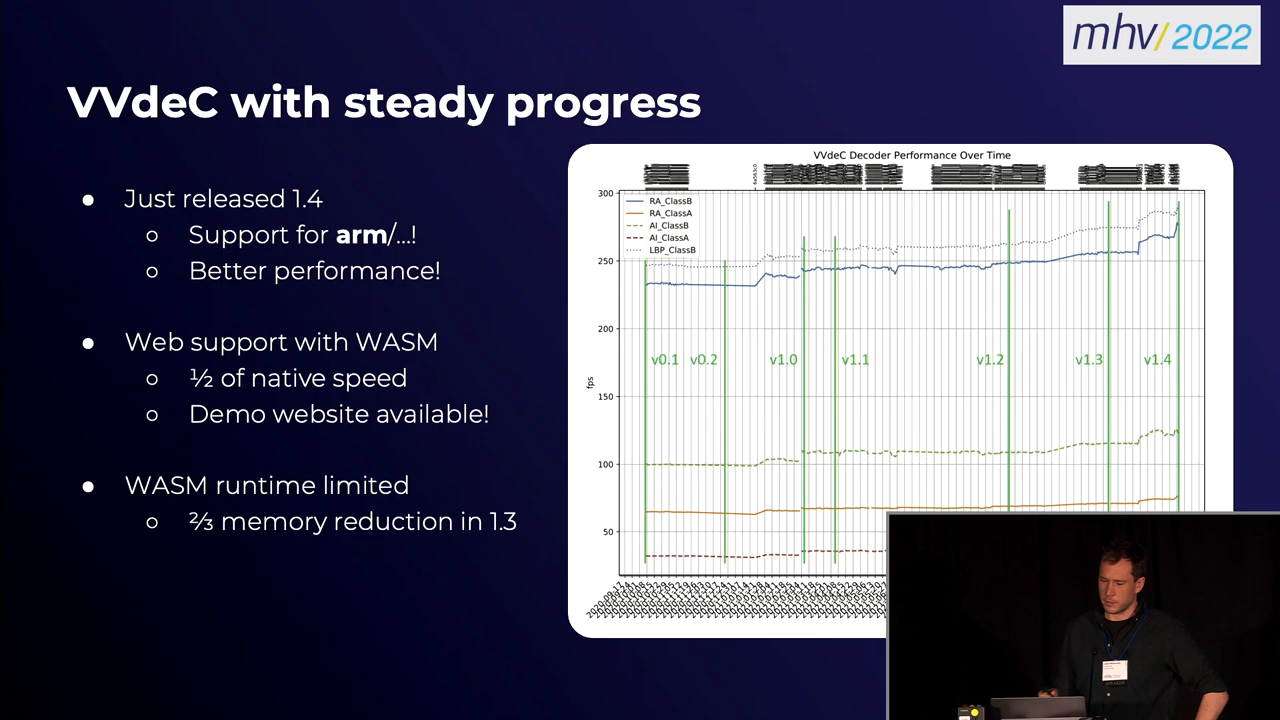 mhv/2022
VVdeC with steady progress
● Just released 1.4
○ Support for arm/...!
○ Better performance!
● Web support with WASM
○ ½ of native speed
○ Demo website available!
● WASM runtime limited
○ ⅔ memory reduction in 1.3
VVdeC Decoder Performance Over Time
RA_ClassB
RA_ClassA
AI_ClassB
AI_ClassA
LBP_ClassB
300
250
200
150
100
50
fps
v0.1 v0.2 v1.0 v1.1 v1.2 v1.3 v1.4